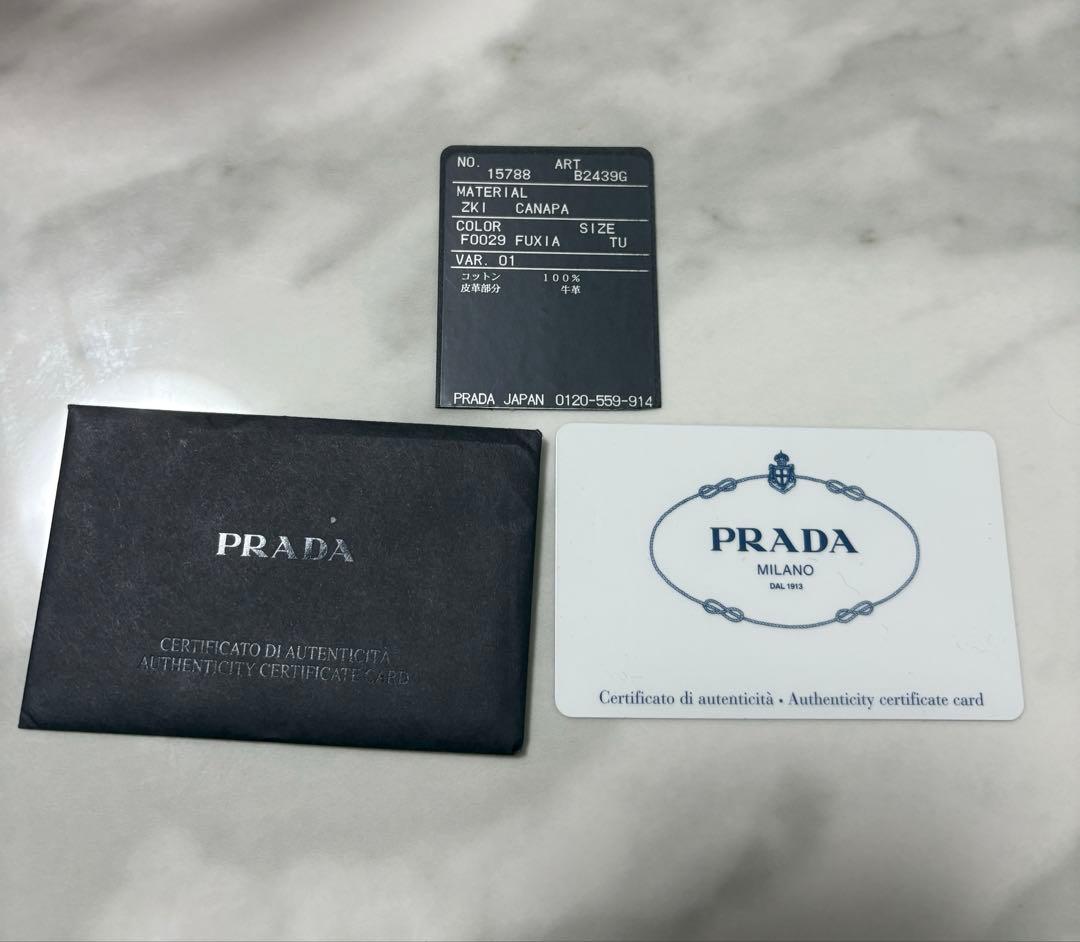 NO. ART
15788 B2439G
MATERIAL
ZKI CANAPA
COLOR SIZE
F0029 FUXIA TU
VAR. 01
コットン 100%
皮革部分 牛革
PRADA JAPAN 0120-559-914
PRADA
CERTIFICATO DI AUTENTICITÀ
AUTHENTICITY CERTIFICATE CARD
PRADA
MILANO
DAL 1913
Certificato di autenticità • Authenticity certificate card